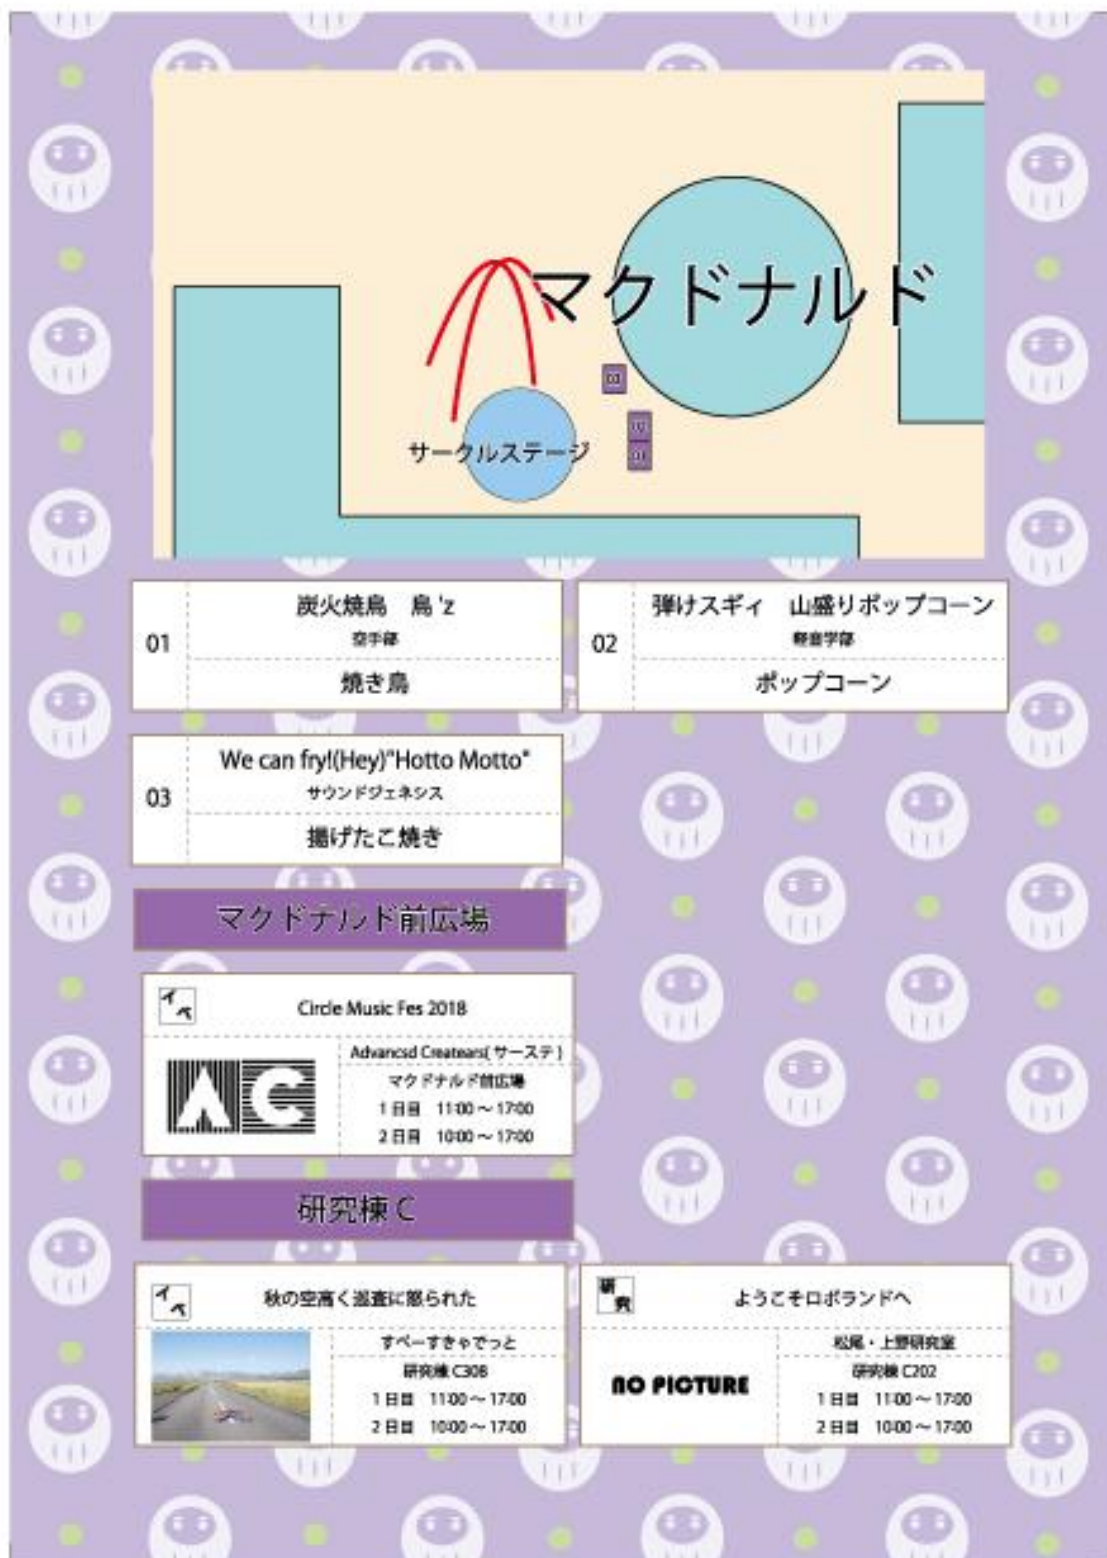 マクドナルド
サークルステージ
01
02
03
01
炭火焼鳥 鳥'z
空手部
焼き鳥
02
弾けスギィ 山盛りポップコーン
軽音学部
ポップコーン
03
We can fry!(Hey)"Hotto Motto"
サウンドジェネシス
揚げたこ焼き
マクドナルド前広場
イベ
Circle Music Fes 2018
AC
Advancsd Createars(サーステ)
マクドナルド前広場
1日目 11:00～17:00
2日目 10:00～17:00
研究棟C
イベ
秋の空高く巡査に怒られた
すぺーすきゃでっと
研究棟C308
1日目 11:00～17:00
2日目 10:00～17:00
研究
ようこそロボランドへ
NO PICTURE
松尾・上野研究室
研究棟C202
1日目 11:00～17:00
2日目 10:00～17:00